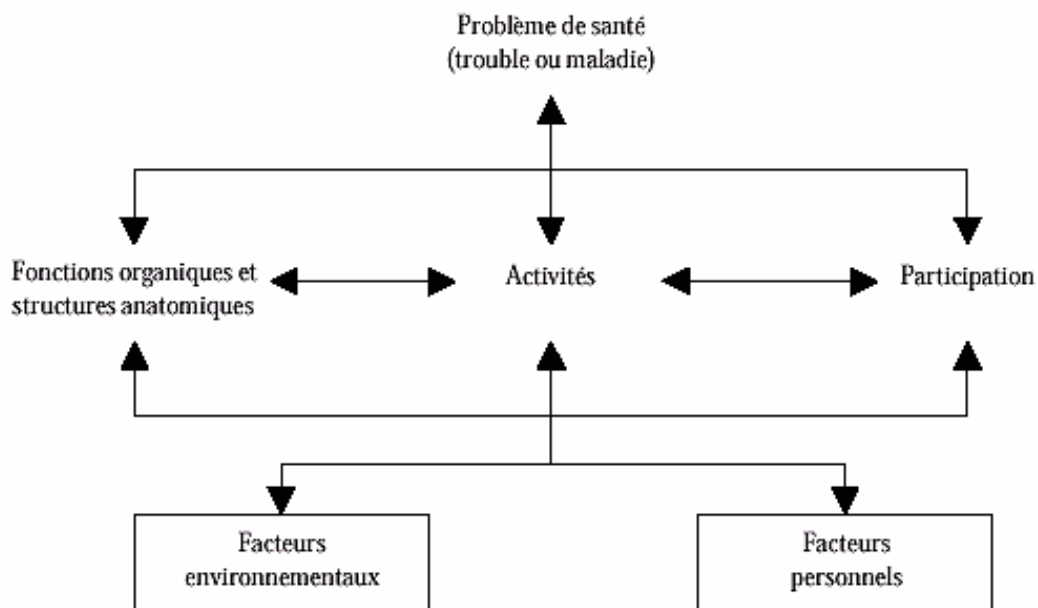 Problème de santé
(trouble ou maladie)
Fonctions organiques et
structures anatomiques
Activités
Participation
Facteurs
environnementaux
Facteurs
personnels